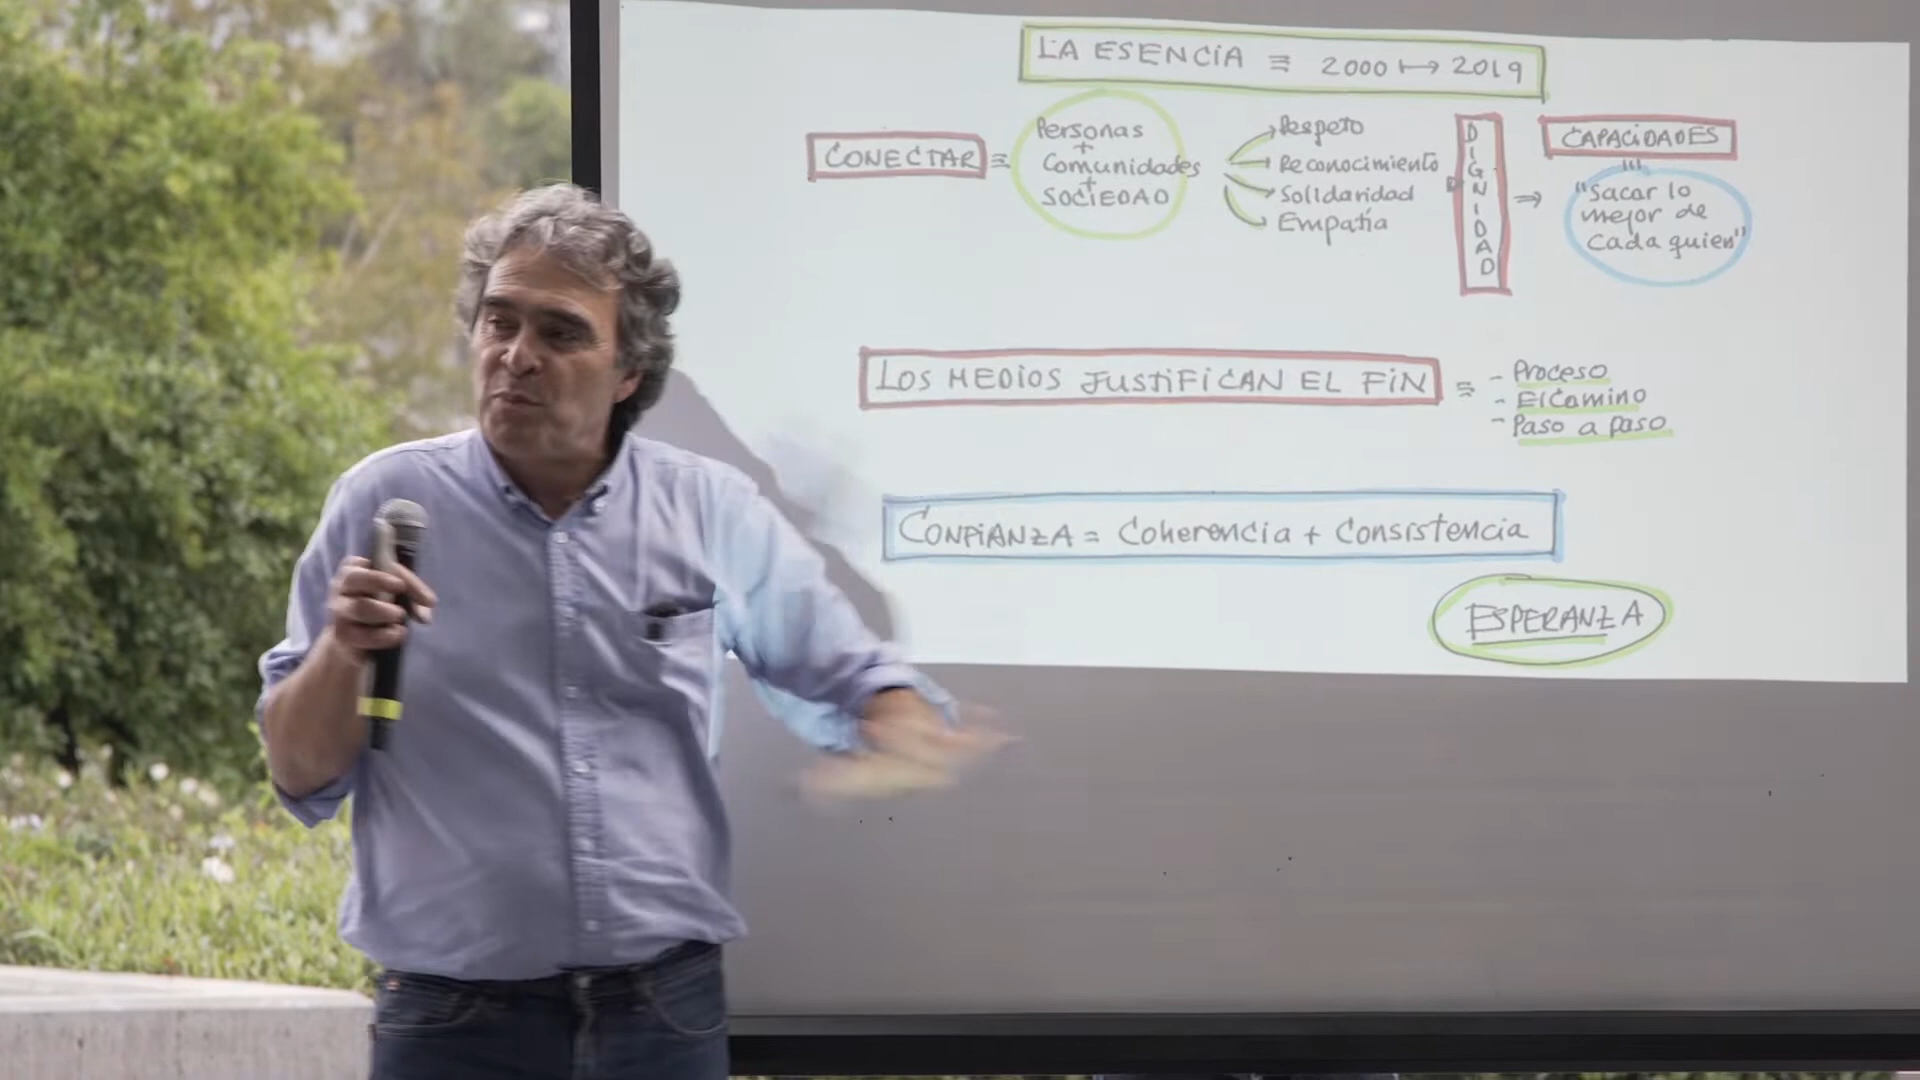 LA ESENCIA ≡ 2000 ↦ 2019
CONECTAR ≡
Personas
+
Comunidades
+
SOCIEDAD
Respeto
Reconocimiento
Solidaridad
Empatía
DIGNIDAD
⇒
CAPACIDADES
"Sacar lo
mejor de
cada quien"
LOS MEDIOS JUSTIFICAN EL FIN ≡
- Proceso
- El Camino
- Paso a paso
CONFIANZA = Coherencia + Consistencia
ESPERANZA